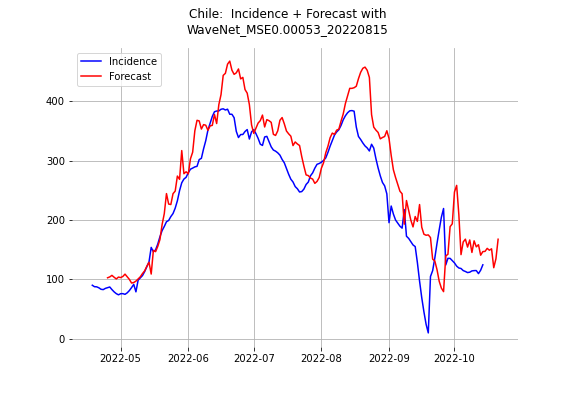 Chile:  Incidence + Forecast with
WaveNet_MSE0.00053_20220815
Incidence
Forecast
400
300
200
100
0
2022-05
2022-06
2022-07
2022-08
2022-09
2022-10